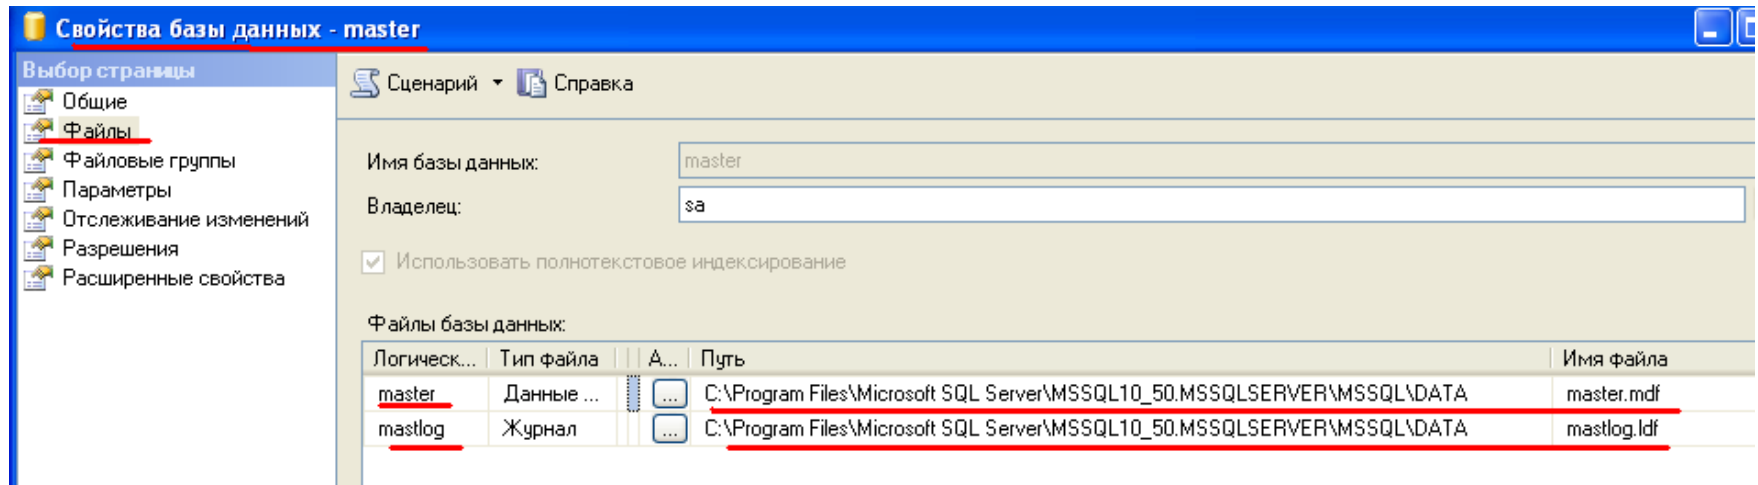 Свойства базы данных - master
Выбор страницы
Общие
Файлы
Файловые группы
Параметры
Отслеживание изменений
Разрешения
Расширенные свойства
Сценарий Справка
Имя базы данных: master
Владелец: sa
Использовать полнотекстовое индексирование
Файлы базы данных:
Логическ... Тип файла А... Путь Имя файла
master Данные ... ... C:\Program Files\Microsoft SQL Server\MSSQL10_50.MSSQLSERVER\MSSQL\DATA master.mdf
mastlog Журнал ... C:\Program Files\Microsoft SQL Server\MSSQL10_50.MSSQLSERVER\MSSQL\DATA mastlog.ldf